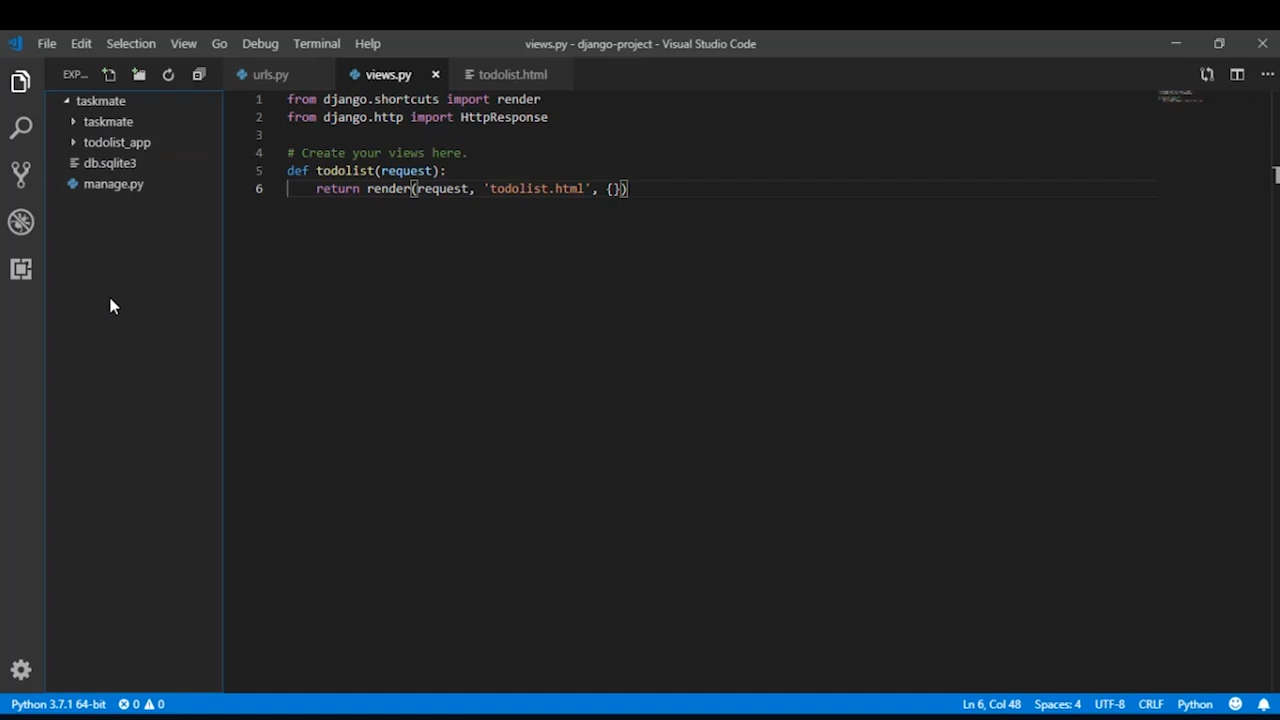 File Edit Selection View Go Debug Terminal Help views.py - django-project - Visual Studio Code
EXP... urls.py views.py todolist.html
taskmate
taskmate
todolist_app
db.sqlite3
manage.py
1 from django.shortcuts import render
2 from django.http import HttpResponse
3
4 # Create your views here.
5 def todolist(request):
6 return render(request, 'todolist.html', {})
Python 3.7.1 64-bit 0 0 Ln 6, Col 48 Spaces: 4 UTF-8 CRLF Python